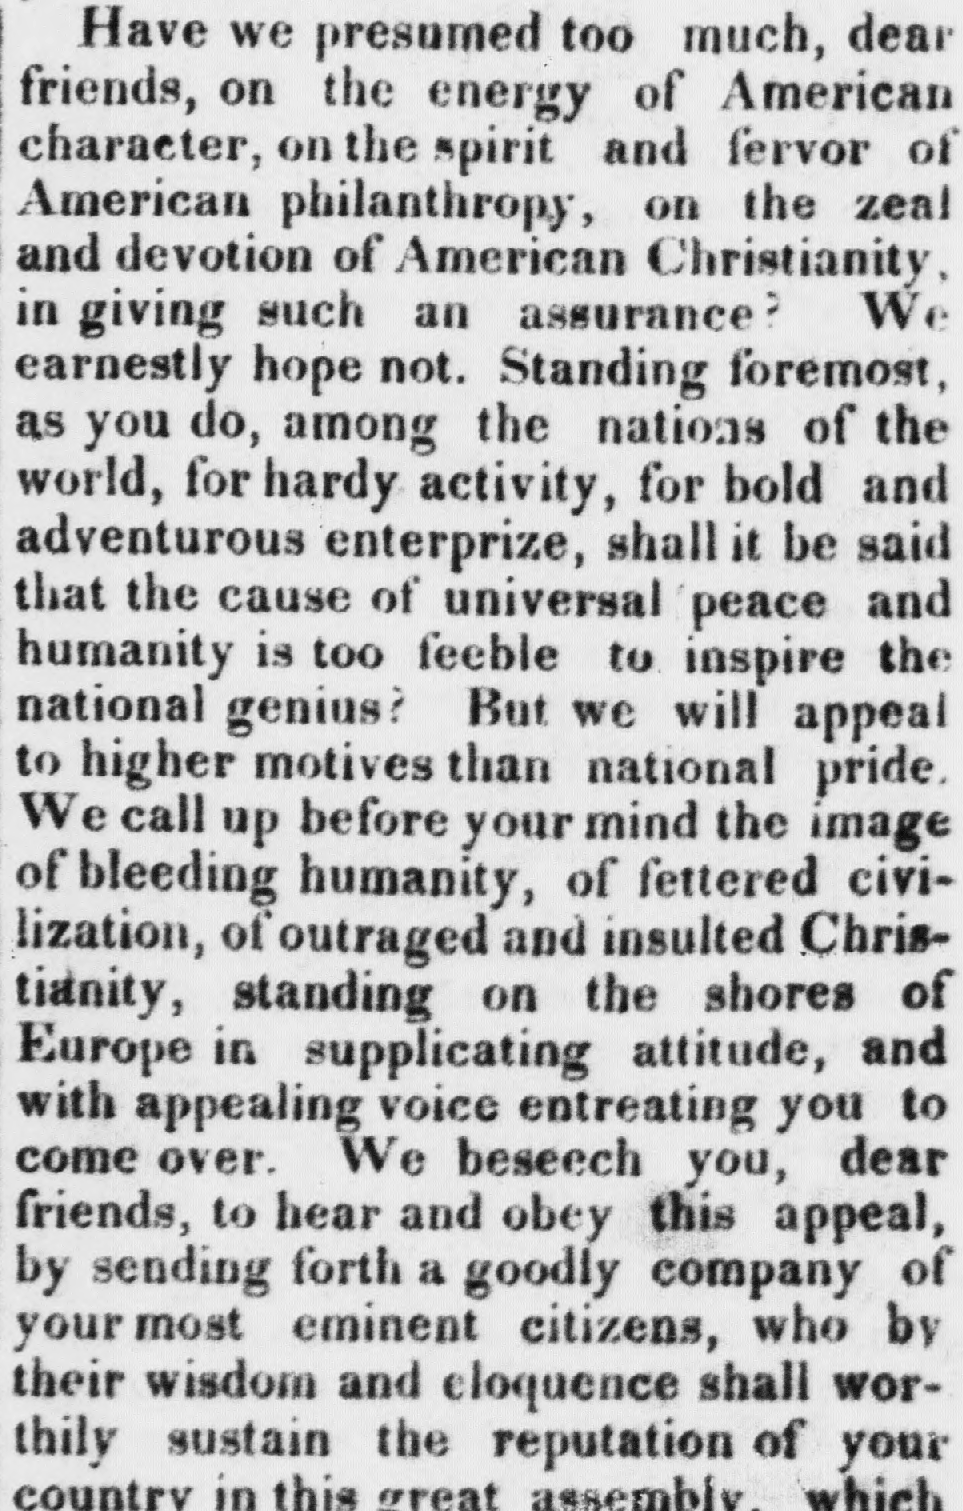 Have we presumed too much, dear
friends, on the energy of American
character, on the spirit and fervor of
American philanthropy, on the zeal
and devotion of American Christianity,
in giving such an assurance? We
earnestly hope not. Standing foremost,
as you do, among the nations of the
world, for hardy activity, for bold and
adventurous enterprize, shall it be said
that the cause of universal peace and
humanity is too feeble to inspire the
national genius? But we will appeal
to higher motives than national pride.
We call up before your mind the image
of bleeding humanity, of fettered civi-
lization, of outraged and insulted Chris-
tianity, standing on the shores of
Europe in supplicating attitude, and
with appealing voice entreating you to
come over. We beseech you, dear
friends, to hear and obey this appeal,
by sending forth a goodly company of
your most eminent citizens, who by
their wisdom and eloquence shall wor-
thily sustain the reputation of your
country in this great assembly, which